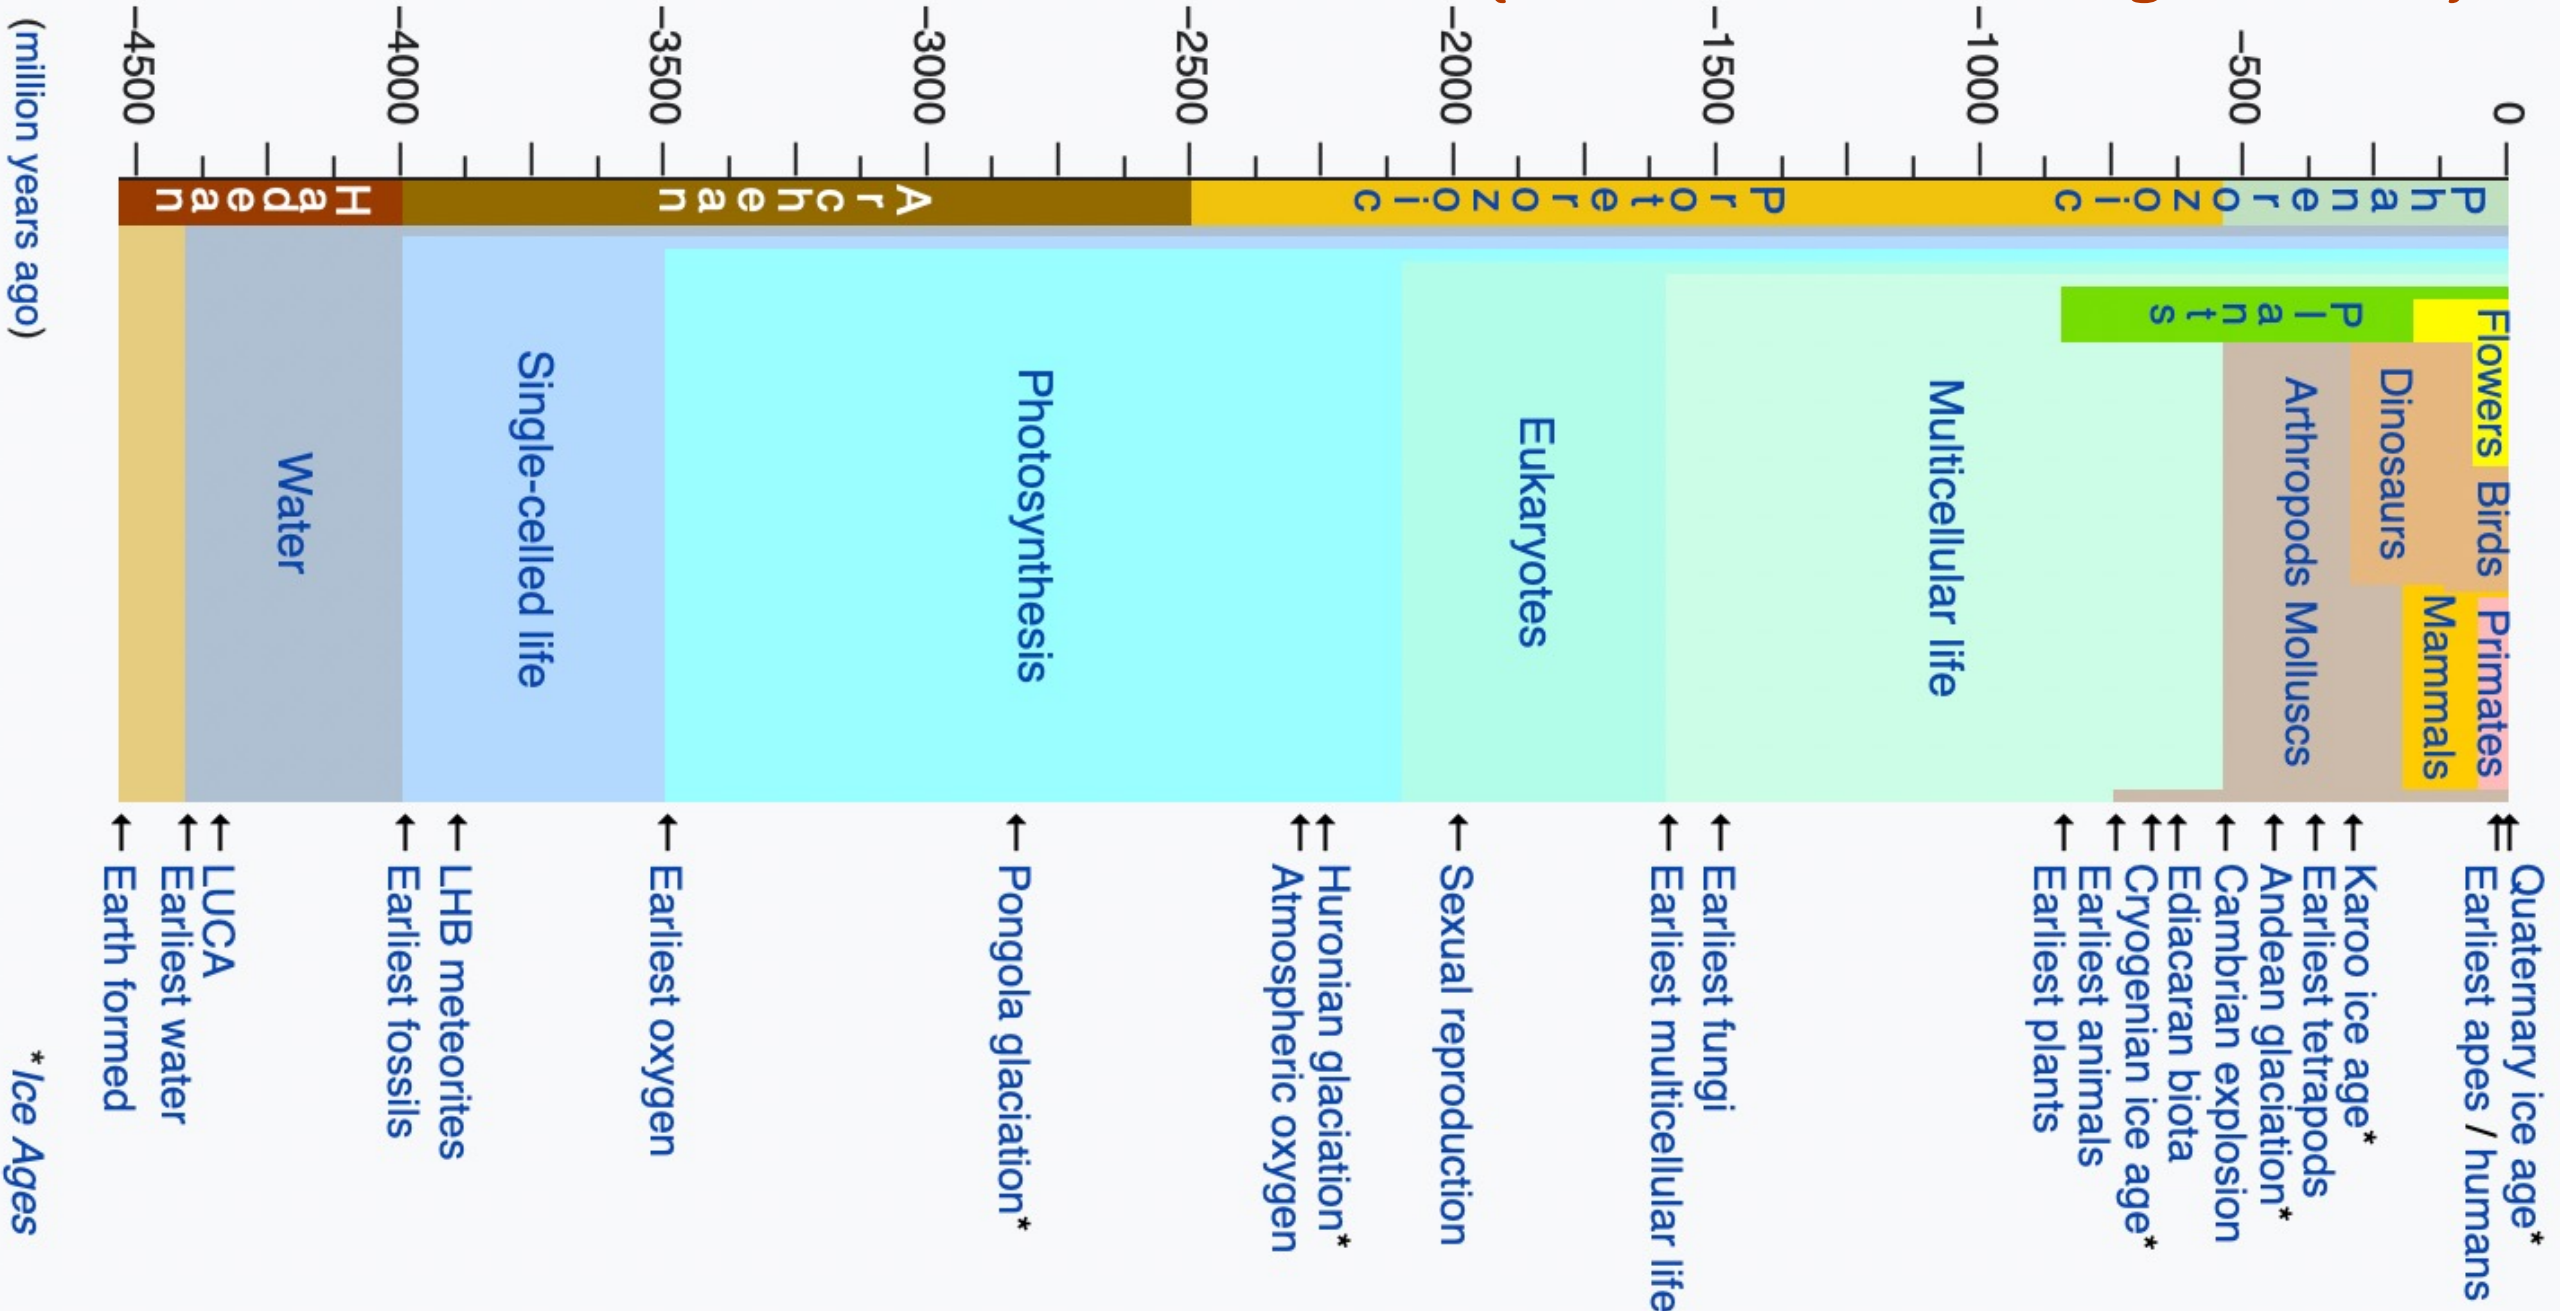 0
−500
−1000
−1500
−2000
−2500
−3000
−3500
−4000
−4500
(million years ago)
Phanerozoic
Proterozoic
Archean
Hadean
Plants
Flowers
Birds
Primates
Mammals
Dinosaurs
Arthropods Molluscs
Multicellular life
Eukaryotes
Photosynthesis
Single-celled life
Water
Quaternary ice age*
Earliest apes / humans
Karoo ice age*
Earliest tetrapods
Andean glaciation*
Cambrian explosion
Ediacaran biota
Cryogenian ice age*
Earliest animals
Earliest plants
Earliest fungi
Earliest multicellular life
Sexual reproduction
Huronian glaciation*
Atmospheric oxygen
Pongola glaciation*
Earliest oxygen
LHB meteorites
Earliest fossils
LUCA
Earliest water
Earth formed
*Ice Ages